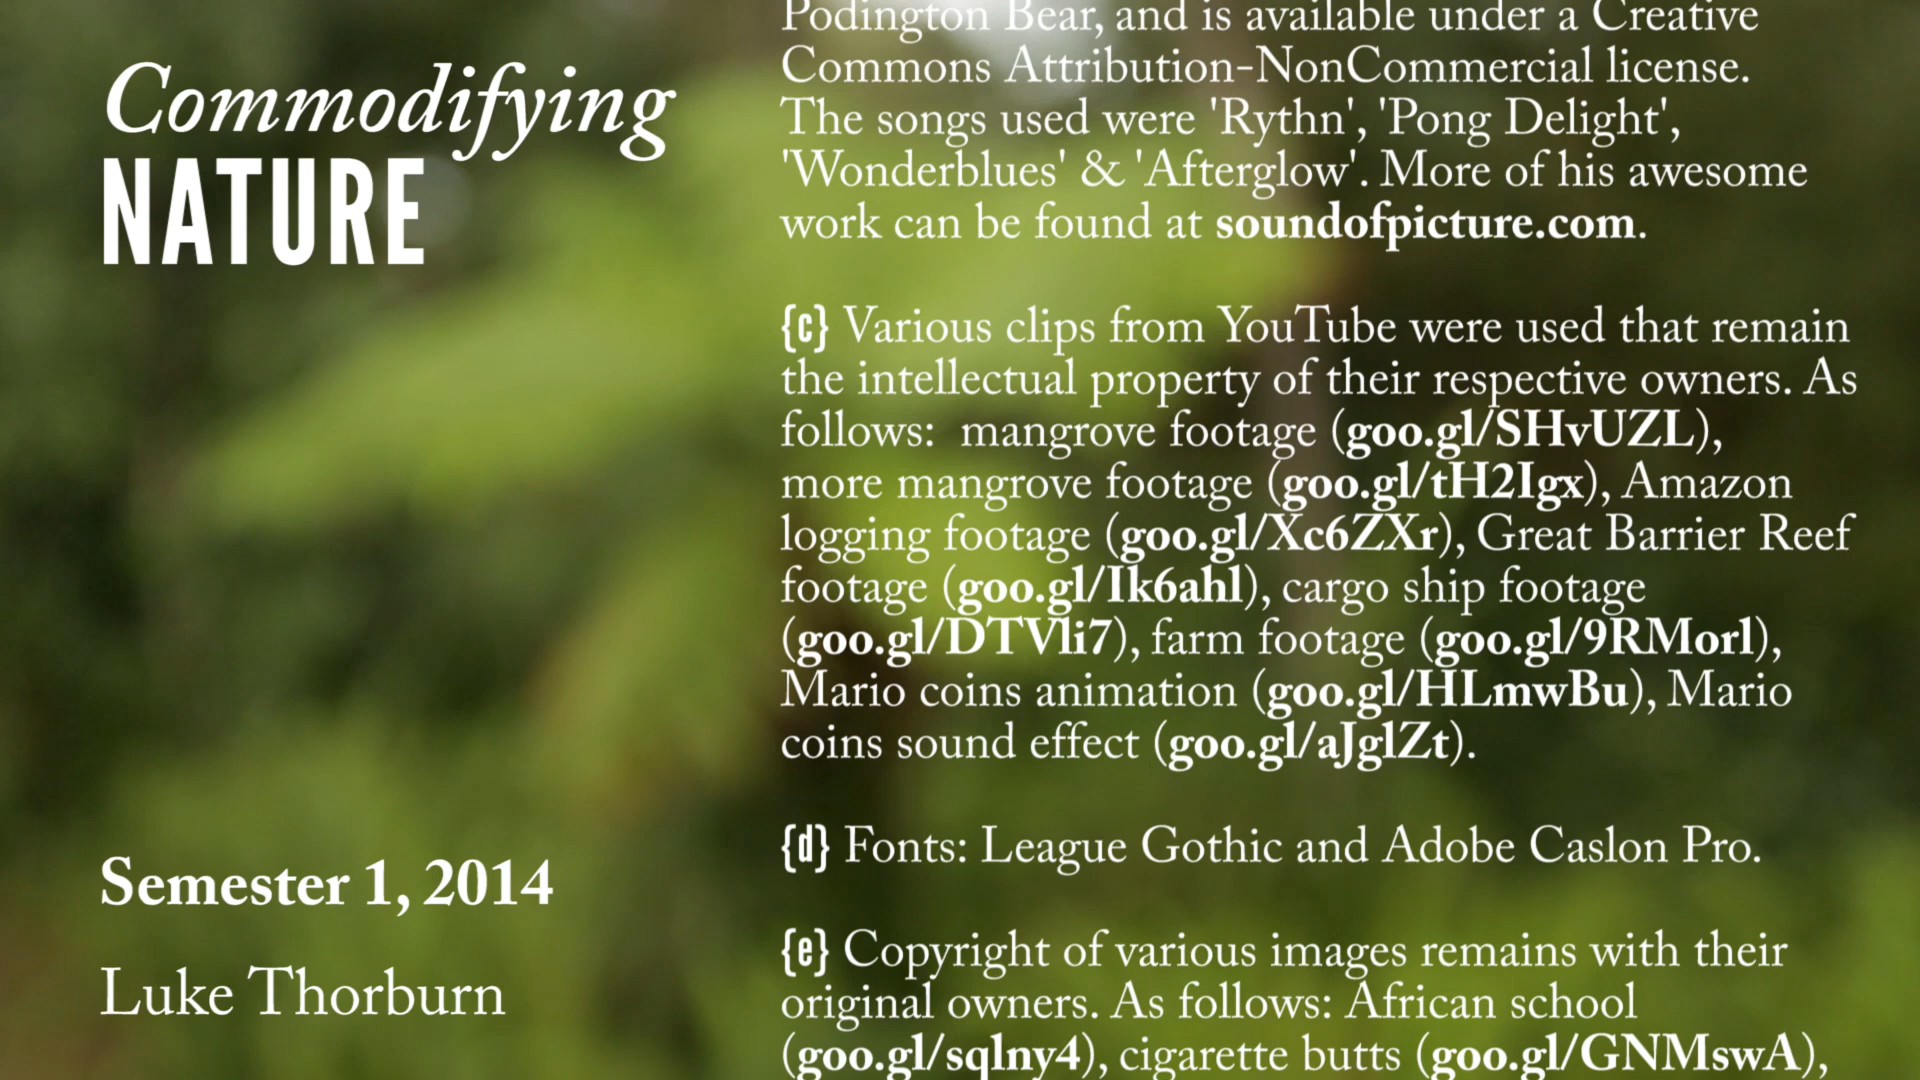 Commodifying
NATURE
Semester 1, 2014
Luke Thorburn
Podington Bear, and is available under a Creative
Commons Attribution-NonCommercial license.
The songs used were 'Rythn', 'Pong Delight',
'Wonderblues' & 'Afterglow'. More of his awesome
work can be found at soundofpicture.com.
{c} Various clips from YouTube were used that remain
the intellectual property of their respective owners. As
follows:  mangrove footage (goo.gl/SHvUZL),
more mangrove footage (goo.gl/tH2Igx), Amazon
logging footage (goo.gl/Xc6ZXr), Great Barrier Reef
footage (goo.gl/Ik6ahl), cargo ship footage
(goo.gl/DTVli7), farm footage (goo.gl/9RMorl),
Mario coins animation (goo.gl/HLmwBu), Mario
coins sound effect (goo.gl/aJglZt).
{d} Fonts: League Gothic and Adobe Caslon Pro.
{e} Copyright of various images remains with their
original owners. As follows: African school
(goo.gl/sqlny4), cigarette butts (goo.gl/GNMswA),